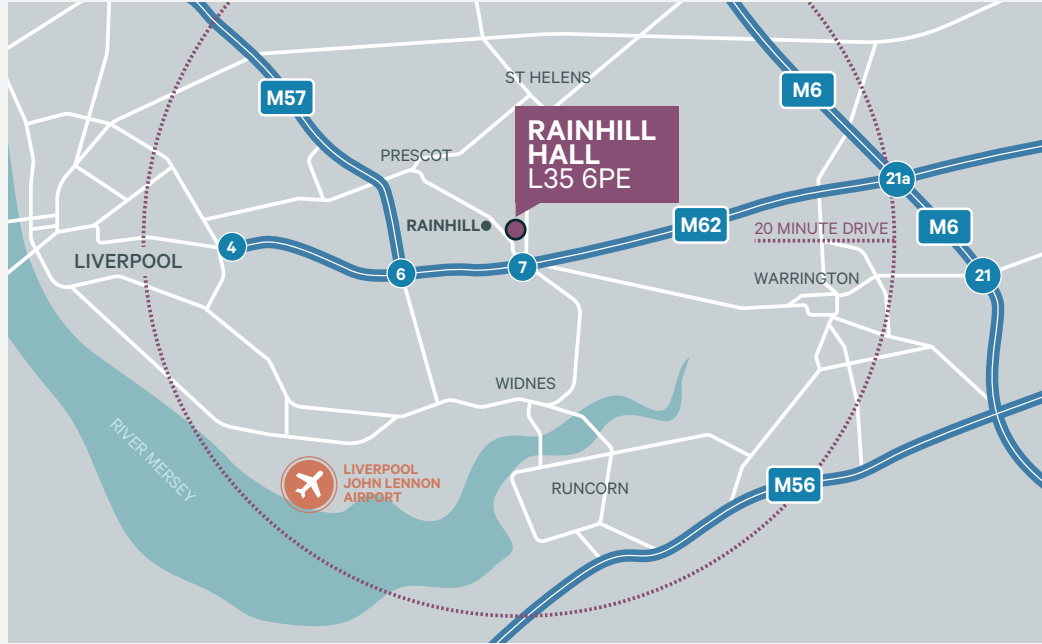 ST HELENS
M57
M6
RAINHILL
HALL
L35 6PE
PRESCOT
21a
RAINHILL
M62
M6
20 MINUTE DRIVE
4
LIVERPOOL
6
7
WARRINGTON
21
WIDNES
RIVER MERSEY
LIVERPOOL
JOHN LENNON
AIRPORT
RUNCORN
M56